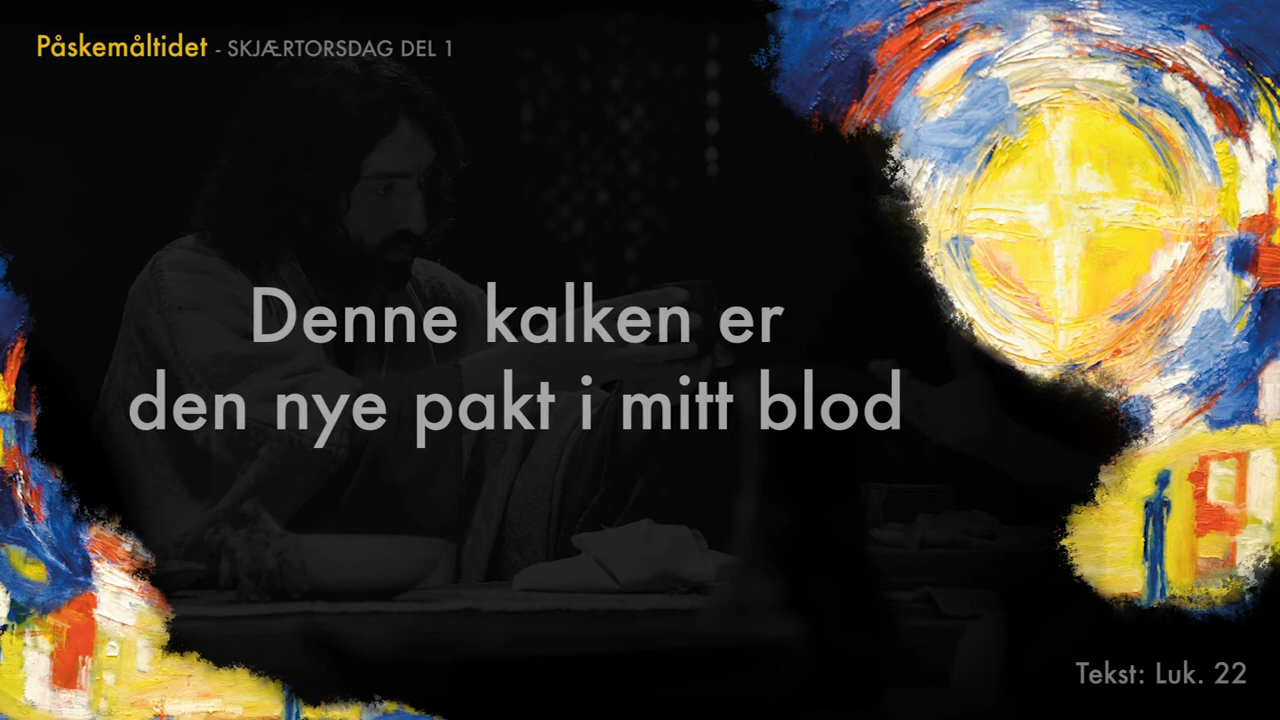 Påskemåltidet - SKJÆRTORSDAG DEL 1
Denne kalken er
den nye pakt i mitt blod
Tekst: Luk. 22